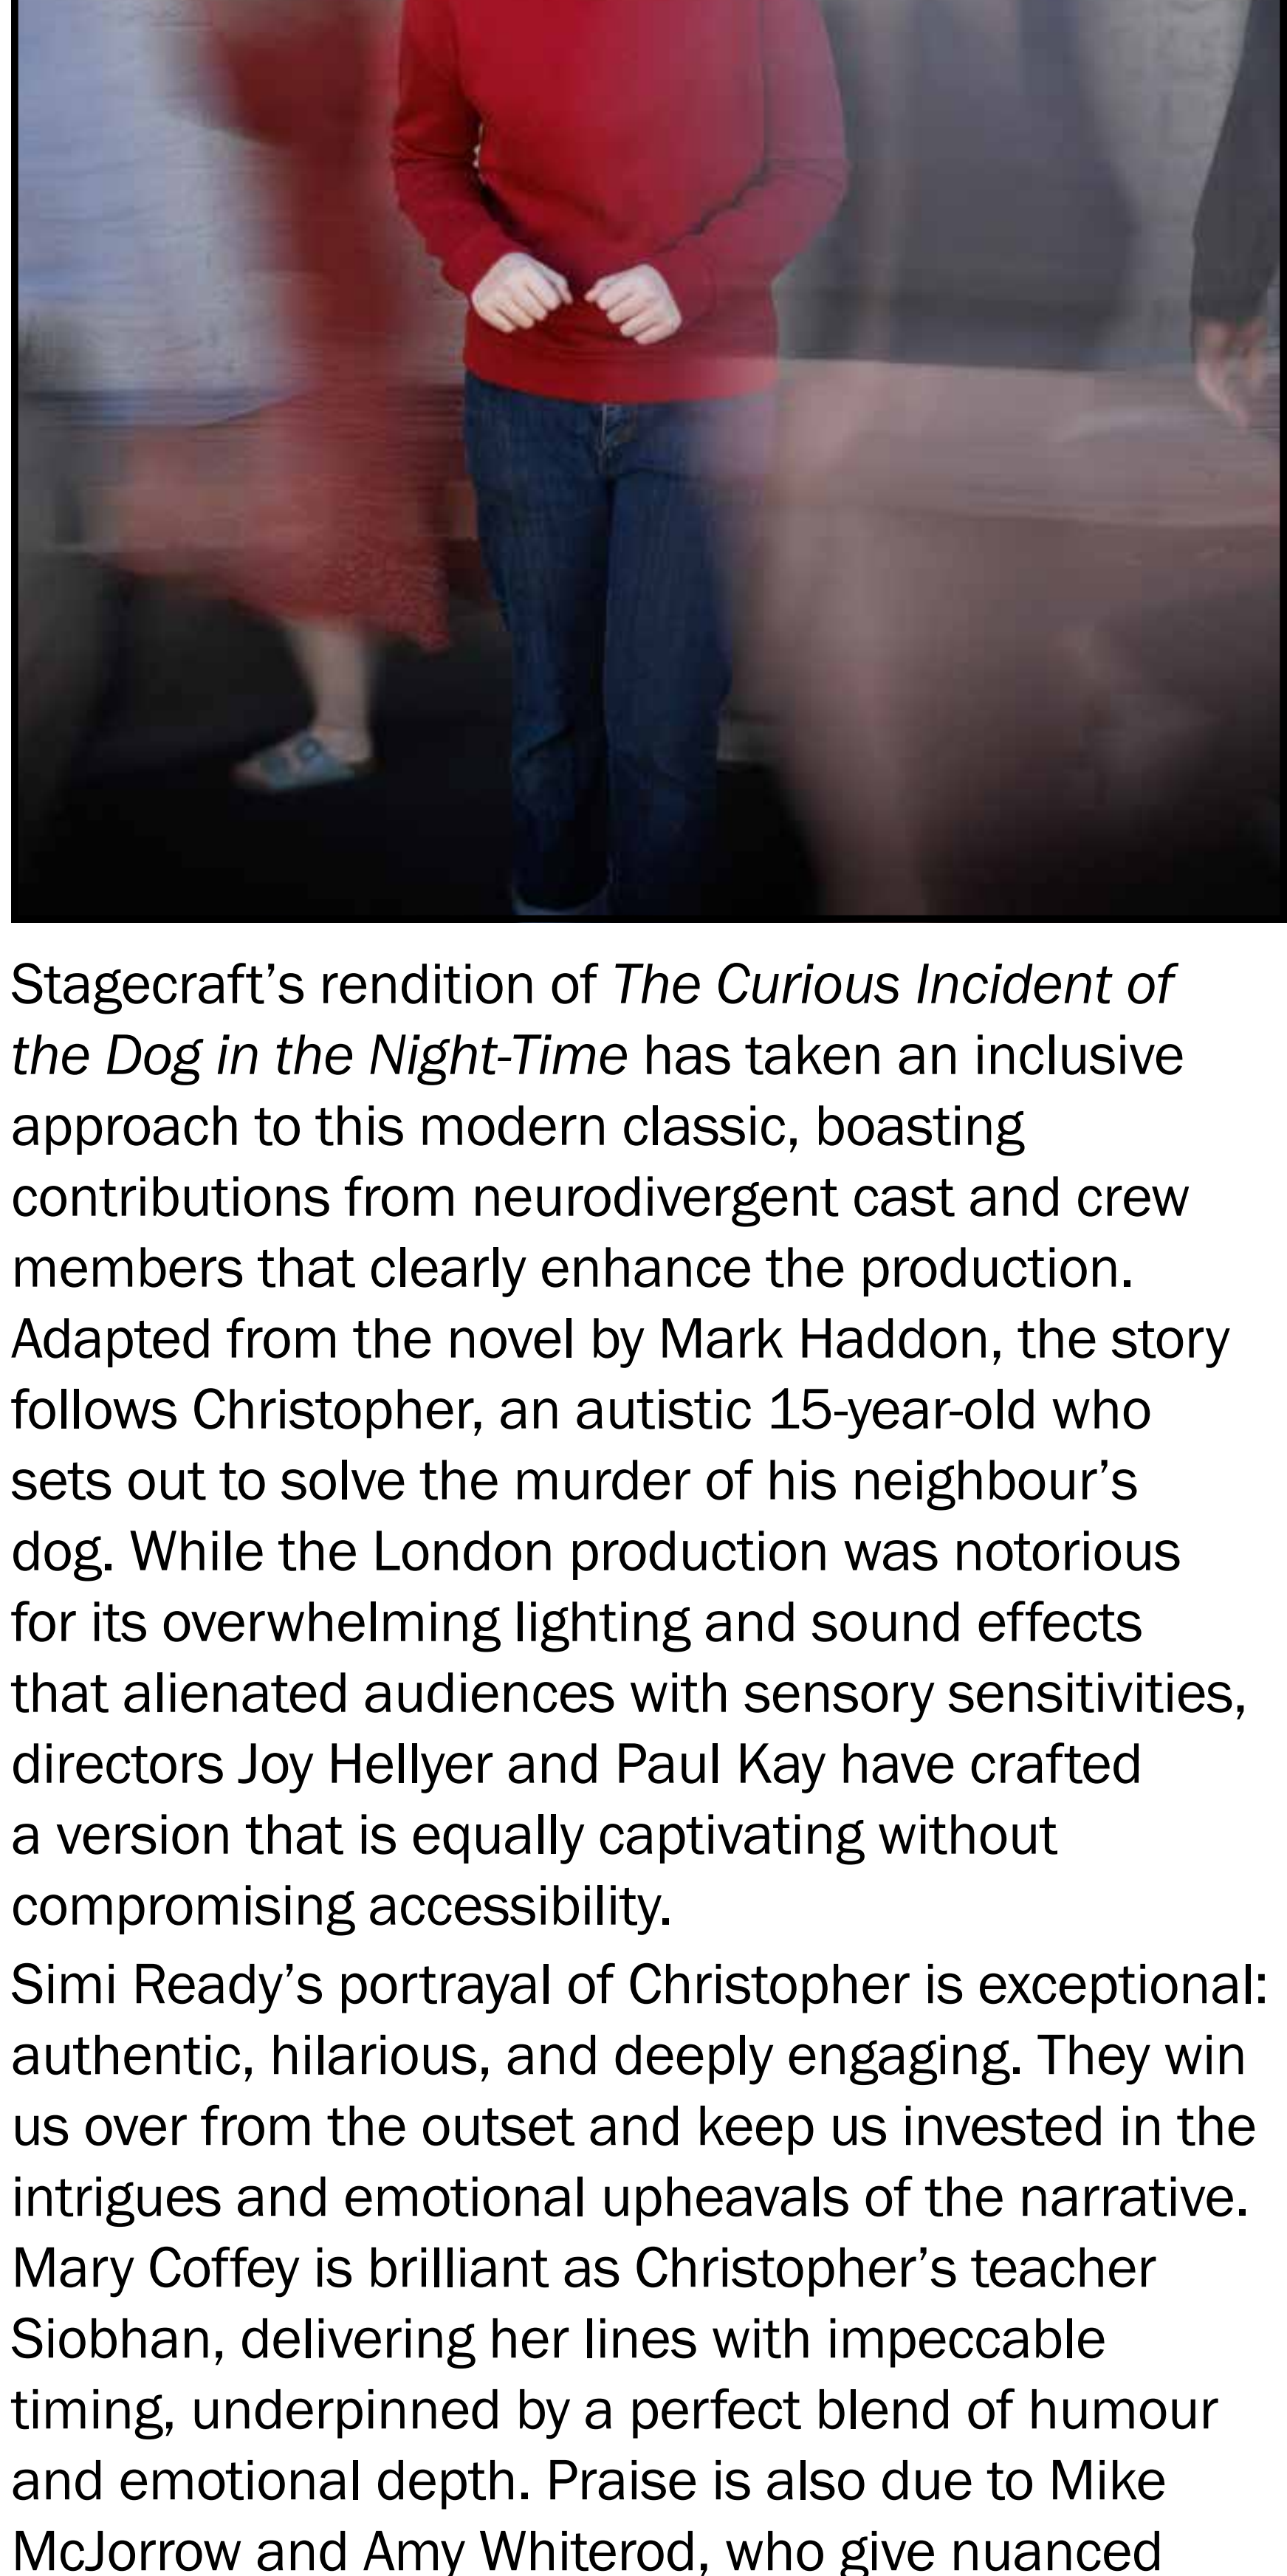 Stagecraft’s rendition of The Curious Incident of
the Dog in the Night-Time has taken an inclusive
approach to this modern classic, boasting
contributions from neurodivergent cast and crew
members that clearly enhance the production.
Adapted from the novel by Mark Haddon, the story
follows Christopher, an autistic 15-year-old who
sets out to solve the murder of his neighbour’s
dog. While the London production was notorious
for its overwhelming lighting and sound effects
that alienated audiences with sensory sensitivities,
directors Joy Hellyer and Paul Kay have crafted
a version that is equally captivating without
compromising accessibility.
Simi Ready’s portrayal of Christopher is exceptional:
authentic, hilarious, and deeply engaging. They win
us over from the outset and keep us invested in the
intrigues and emotional upheavals of the narrative.
Mary Coffey is brilliant as Christopher’s teacher
Siobhan, delivering her lines with impeccable
timing, underpinned by a perfect blend of humour
and emotional depth. Praise is also due to Mike
McJorrow and Amy Whiterod, who give nuanced